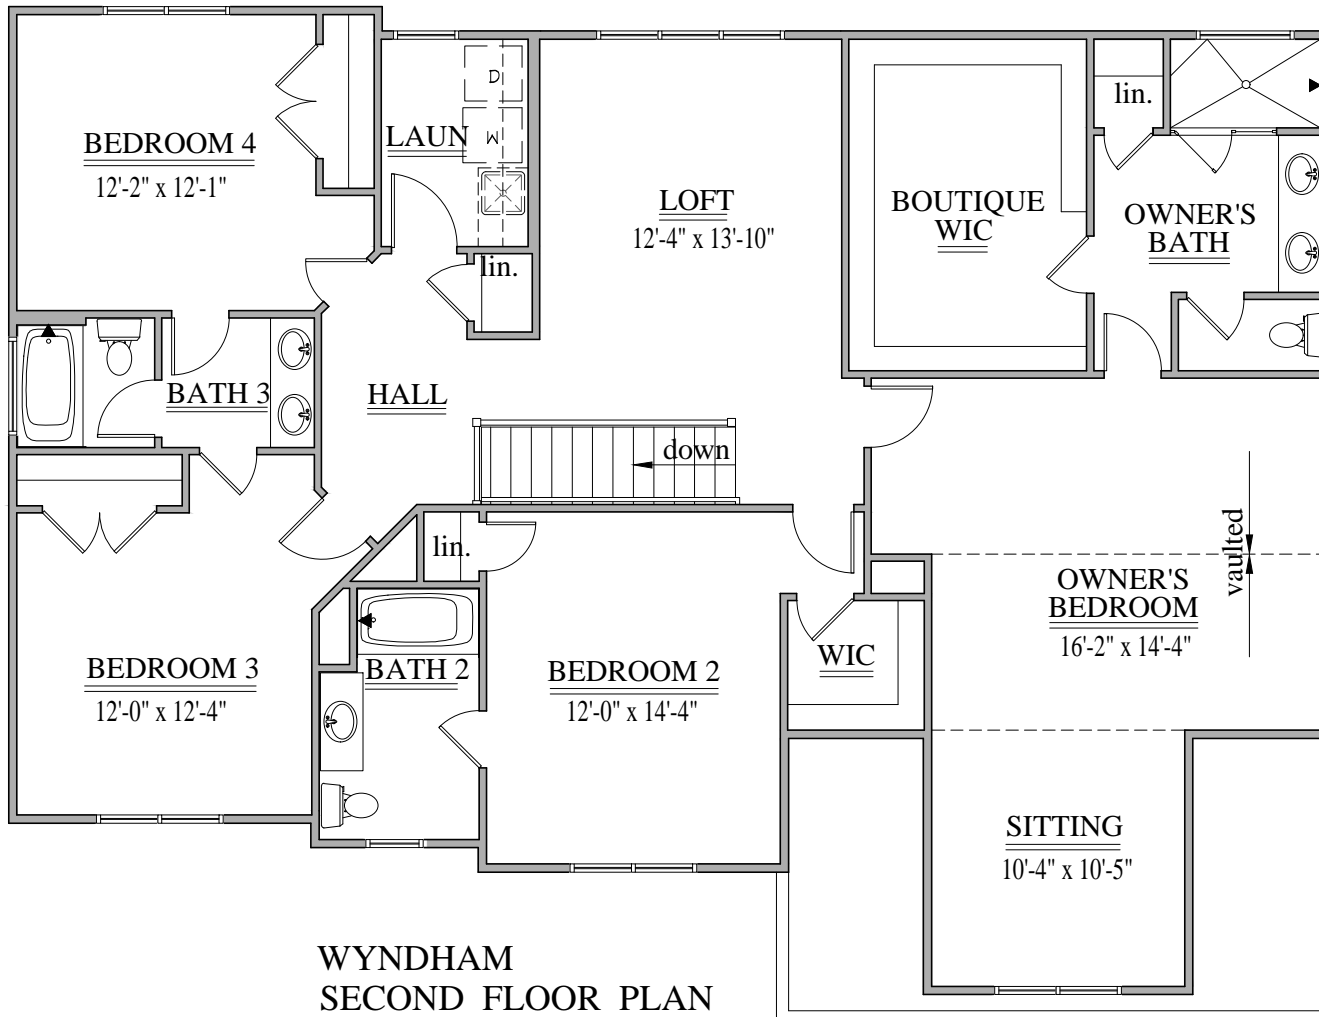 BEDROOM 4
12'-2" x 12'-1"
LAUN
D
W
lin.
LOFT
12'-4" x 13'-10"
BOUTIQUE
WIC
lin.
OWNER'S
BATH
BATH 3
HALL
down
lin.
vaulted
OWNER'S
BEDROOM
16'-2" x 14'-4"
BEDROOM 3
12'-0" x 12'-4"
BATH 2
BEDROOM 2
12'-0" x 14'-4"
WIC
SITTING
10'-4" x 10'-5"
WYNDHAM
SECOND FLOOR PLAN